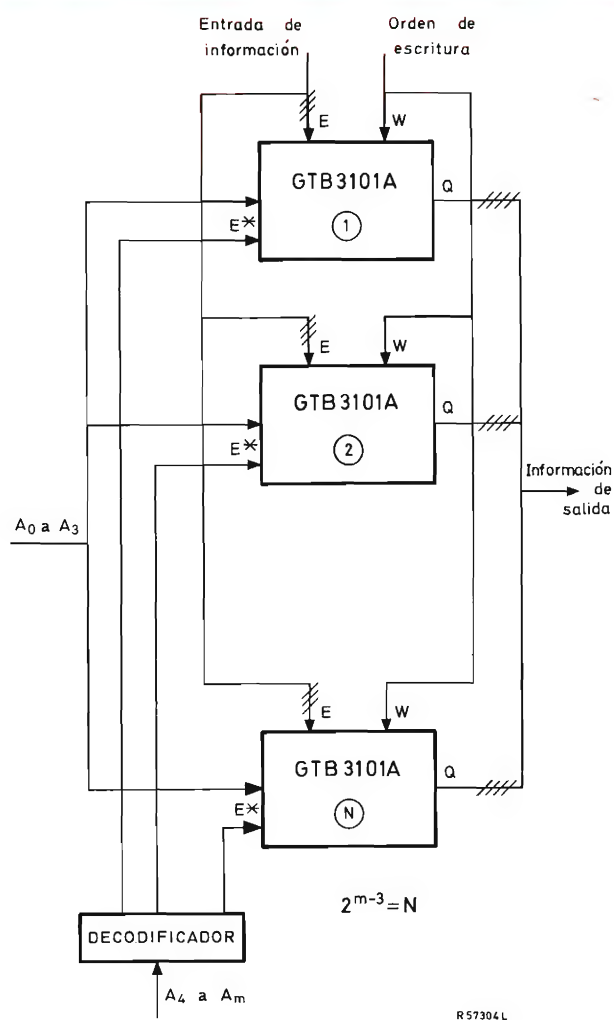 Entrada de
información
Orden de
escritura
E
W
GTB3101A
Q
E*
1
E
W
GTB3101A
Q
E*
2
Información
de
salida
A0 a A3
E
W
GTB3101A
Q
E*
N
2^{m-3}=N
DECODIFICADOR
A4 a Am
R57304L